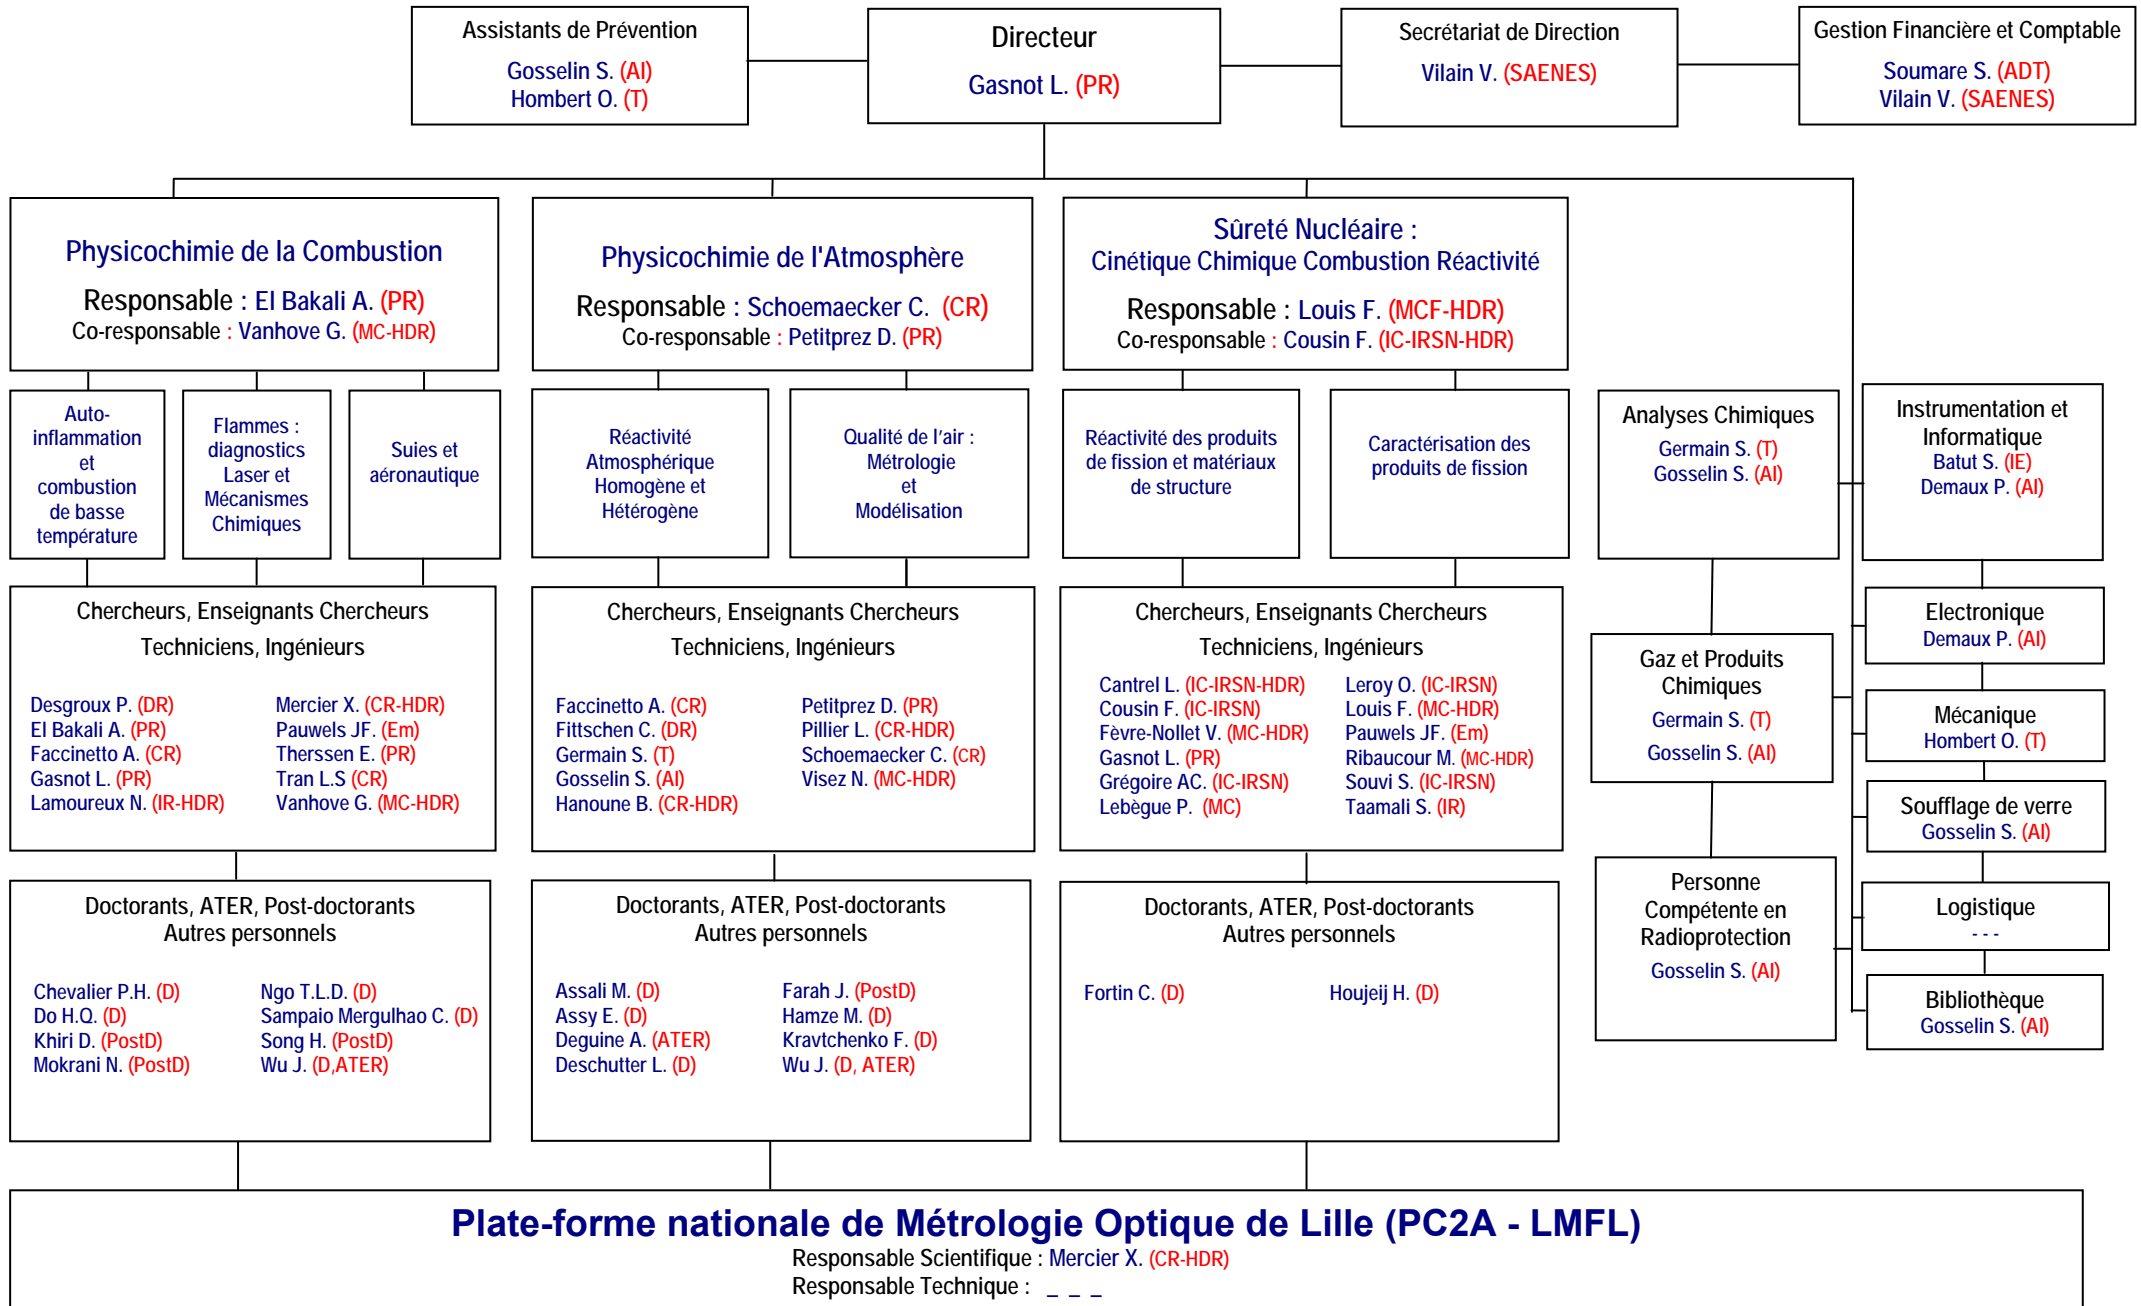 Assistants de Prévention
Gosselin S. (AI)
Hombert O. (T)
Directeur
Gasnot L. (PR)
Secrétariat de Direction
Vilain V. (SAENES)
Gestion Financière et Comptable
Soumare S. (ADT)
Vilain V. (SAENES)
Physicochimie de la Combustion
Responsable : El Bakali A. (PR)
Co-responsable : Vanhove G. (MC-HDR)
Physicochimie de l'Atmosphère
Responsable : Schoemaecker C. (CR)
Co-responsable : Petitprez D. (PR)
Sûreté Nucléaire :
Cinétique Chimique Combustion Réactivité
Responsable : Louis F. (MCF-HDR)
Co-responsable : Cousin F. (IC-IRSN-HDR)
Auto-
inflammation
et
combustion
de basse
température
Flammes :
diagnostics
Laser et
Mécanismes
Chimiques
Suies et
aéronautique
Réactivité
Atmosphérique
Homogène et
Hétérogène
Qualité de l'air :
Métrologie
et
Modélisation
Réactivité des produits
de fission et matériaux
de structure
Caractérisation des
produits de fission
Analyses Chimiques
Germain S. (T)
Gosselin S. (AI)
Instrumentation et
Informatique
Batut S. (IE)
Demaux P. (AI)
Chercheurs, Enseignants Chercheurs
Techniciens, Ingénieurs
Desgroux P. (DR)
El Bakali A. (PR)
Faccinetto A. (CR)
Gasnot L. (PR)
Lamoureux N. (IR-HDR)
Mercier X. (CR-HDR)
Pauwels JF. (Em)
Therssen E. (PR)
Tran L.S (CR)
Vanhove G. (MC-HDR)
Chercheurs, Enseignants Chercheurs
Techniciens, Ingénieurs
Faccinetto A. (CR)
Fittschen C. (DR)
Germain S. (T)
Gosselin S. (AI)
Hanoune B. (CR-HDR)
Petitprez D. (PR)
Pillier L. (CR-HDR)
Schoemaecker C. (CR)
Visez N. (MC-HDR)
Chercheurs, Enseignants Chercheurs
Techniciens, Ingénieurs
Cantrel L. (IC-IRSN-HDR)
Cousin F. (IC-IRSN)
Fèvre-Nollet V. (MC-HDR)
Gasnot L. (PR)
Grégoire AC. (IC-IRSN)
Lebègue P. (MC)
Leroy O. (IC-IRSN)
Louis F. (MC-HDR)
Pauwels JF. (Em)
Ribaucour M. (MC-HDR)
Souvi S. (IC-IRSN)
Taamali S. (IR)
Gaz et Produits
Chimiques
Germain S. (T)
Gosselin S. (AI)
Electronique
Demaux P. (AI)
Mécanique
Hombert O. (T)
Soufflage de verre
Gosselin S. (AI)
Doctorants, ATER, Post-doctorants
Autres personnels
Chevalier P.H. (D)
Do H.Q. (D)
Khiri D. (PostD)
Mokrani N. (PostD)
Ngo T.L.D. (D)
Sampaio Mergulhao C. (D)
Song H. (PostD)
Wu J. (D,ATER)
Doctorants, ATER, Post-doctorants
Autres personnels
Assali M. (D)
Assy E. (D)
Deguine A. (ATER)
Deschutter L. (D)
Farah J. (PostD)
Hamze M. (D)
Kravtchenko F. (D)
Wu J. (D, ATER)
Doctorants, ATER, Post-doctorants
Autres personnels
Fortin C. (D)
Houjeij H. (D)
Personne
Compétente en
Radioprotection
Gosselin S. (AI)
Logistique
- - -
Bibliothèque
Gosselin S. (AI)
Plate-forme nationale de Métrologie Optique de Lille (PC2A - LMFL)
Responsable Scientifique : Mercier X. (CR-HDR)
Responsable Technique : _ _ _